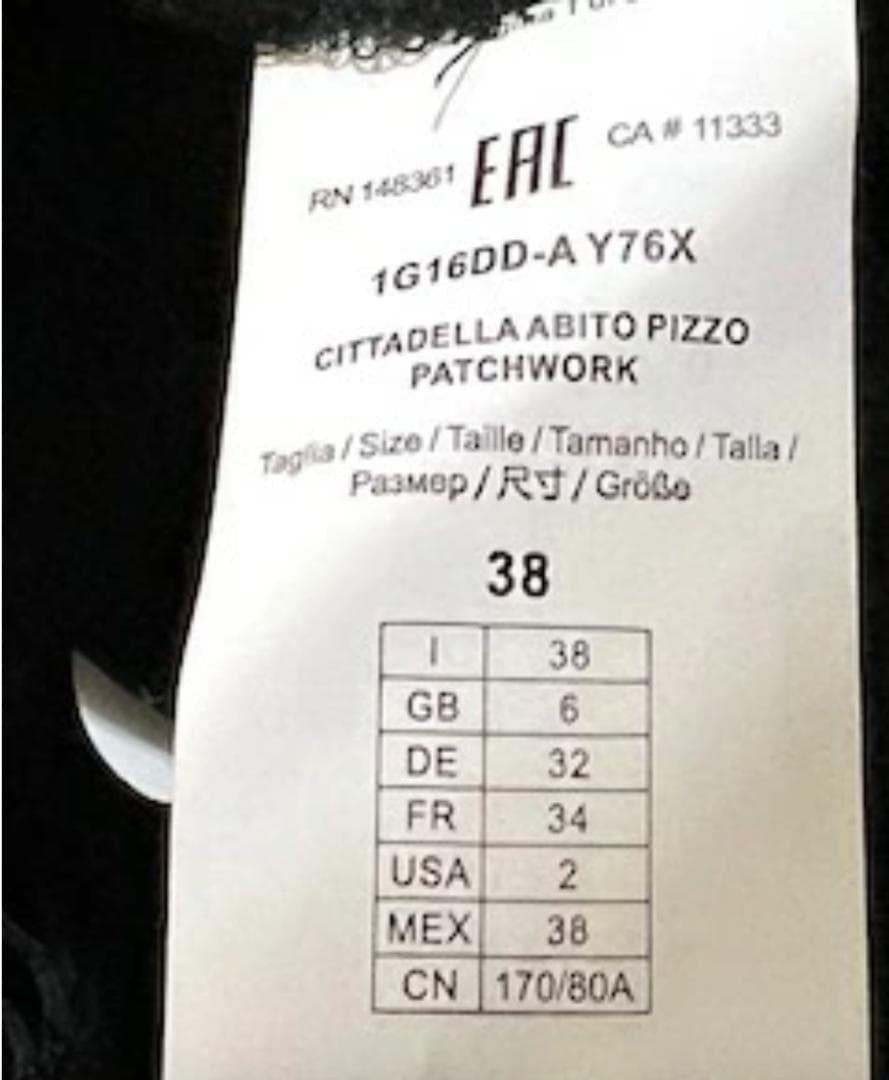 RN 148361 EAC CA # 11333
1G16DD-A Y76X
CITTADELLA ABITO PIZZO
PATCHWORK
Taglia / Size / Taille / Tamanho / Talla /
Размер / 尺寸 / Größe
38
I 38
GB 6
DE 32
FR 34
USA 2
MEX 38
CN 170/80A